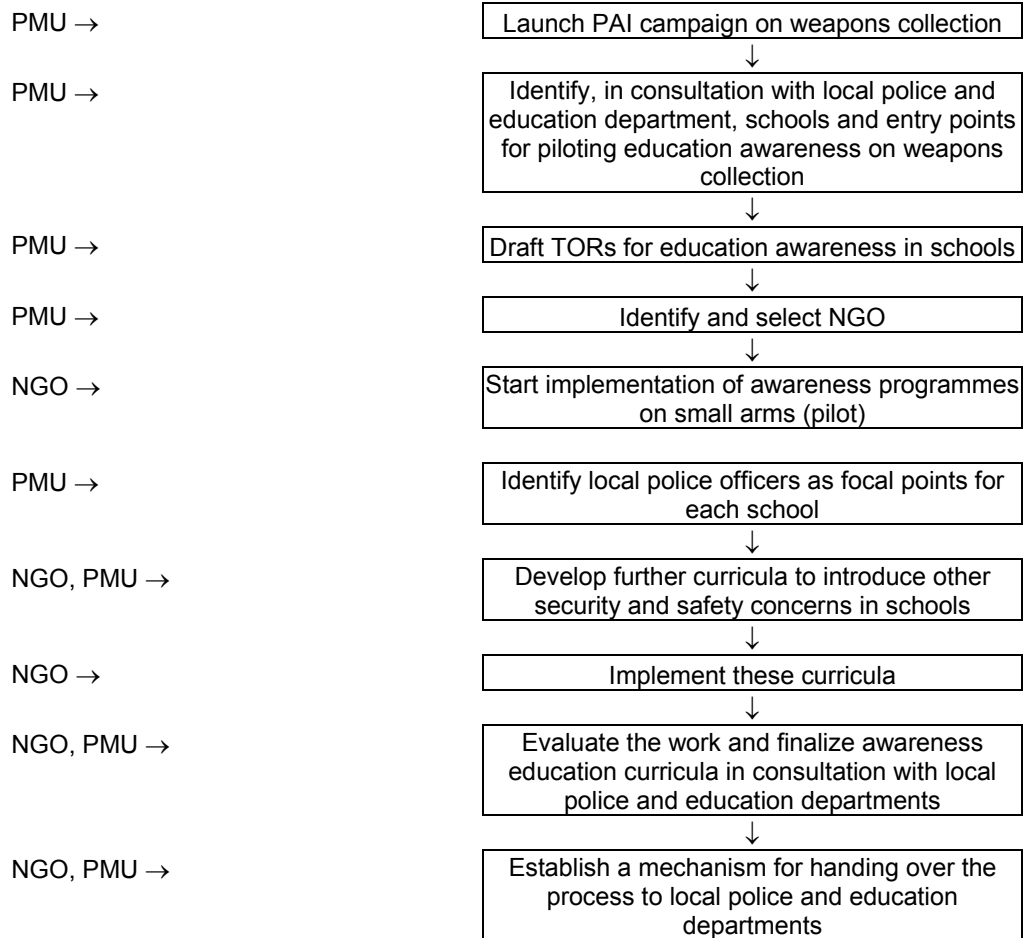 PMU → Launch PAI campaign on weapons collection
↓
PMU → Identify, in consultation with local police and
education department, schools and entry points
for piloting education awareness on weapons
collection
↓
PMU → Draft TORs for education awareness in schools
↓
PMU → Identify and select NGO
↓
NGO → Start implementation of awareness programmes
on small arms (pilot)
PMU → Identify local police officers as focal points for
each school
↓
NGO, PMU → Develop further curricula to introduce other
security and safety concerns in schools
↓
NGO → Implement these curricula
↓
NGO, PMU → Evaluate the work and finalize awareness
education curricula in consultation with local
police and education departments
↓
NGO, PMU → Establish a mechanism for handing over the
process to local police and education
departments